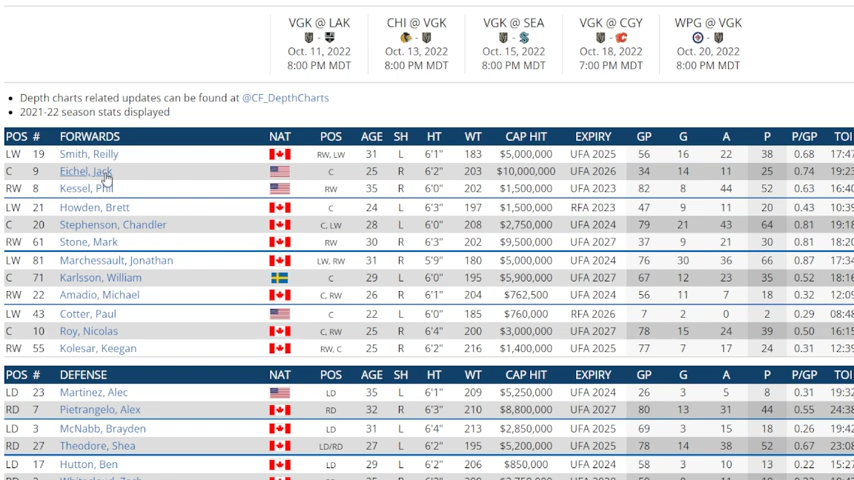 VGK @ LAK CHI @ VGK VGK @ SEA VGK @ CGY WPG @ VGK
- - - - -
Oct. 11, 2022 Oct. 13, 2022 Oct. 15, 2022 Oct. 18, 2022 Oct. 20, 2022
8:00 PM MDT 8:00 PM MDT 8:00 PM MDT 7:00 PM MDT 8:00 PM MDT
• Depth charts related updates can be found at @CF_DepthCharts
• 2021-22 season stats displayed
POS # FORWARDS NAT POS AGE SH HT WT CAP HIT EXPIRY GP G A P P/GP TOI
LW 19 Smith, Reilly RW, LW 31 L 6'1" 183 $5,000,000 UFA 2025 56 16 22 38 0.68 17:47
C 9 Eichel, Jack C 25 R 6'2" 203 $10,000,000 UFA 2026 34 14 11 25 0.74 19:23
RW 8 Kessel, Phil RW 35 R 6'0" 202 $1,500,000 UFA 2023 82 8 44 52 0.63 16:40
LW 21 Howden, Brett C 24 L 6'3" 197 $1,500,000 RFA 2023 47 9 11 20 0.43 10:39
C 20 Stephenson, Chandler C, LW 28 L 6'0" 208 $2,750,000 UFA 2024 79 21 43 64 0.81 19:18
RW 61 Stone, Mark RW 30 R 6'3" 202 $9,500,000 UFA 2027 37 9 21 30 0.81 18:20
LW 81 Marchessault, Jonathan LW, RW 31 R 5'9" 180 $5,000,000 UFA 2024 76 30 36 66 0.87 17:34
C 71 Karlsson, William C 29 L 6'0" 195 $5,900,000 UFA 2027 67 12 23 35 0.52 18:16
RW 22 Amadio, Michael C, RW 26 R 6'1" 204 $762,500 UFA 2024 56 11 7 18 0.32 12:09
LW 43 Cotter, Paul C 22 L 6'0" 185 $760,000 RFA 2026 7 2 0 2 0.29 08:48
C 10 Roy, Nicolas C, RW 25 R 6'4" 200 $3,000,000 UFA 2027 78 15 24 39 0.50 16:15
RW 55 Kolesar, Keegan RW, C 25 R 6'2" 216 $1,400,000 UFA 2025 77 7 17 24 0.31 12:39
POS # DEFENSE NAT POS AGE SH HT WT CAP HIT EXPIRY GP G A P P/GP TOI
LD 23 Martinez, Alec LD 35 L 6'1" 209 $5,250,000 UFA 2024 26 3 5 8 0.31 19:32
RD 7 Pietrangelo, Alex RD 32 R 6'3" 210 $8,800,000 UFA 2027 80 13 31 44 0.55 24:38
LD 3 McNabb, Brayden LD 31 L 6'4" 213 $2,850,000 UFA 2025 69 3 15 18 0.26 19:42
RD 27 Theodore, Shea LD/RD 27 L 6'2" 195 $5,200,000 UFA 2025 78 14 38 52 0.67 23:08
LD 17 Hutton, Ben LD 29 L 6'2" 206 $850,000 UFA 2024 58 3 10 13 0.22 15:27